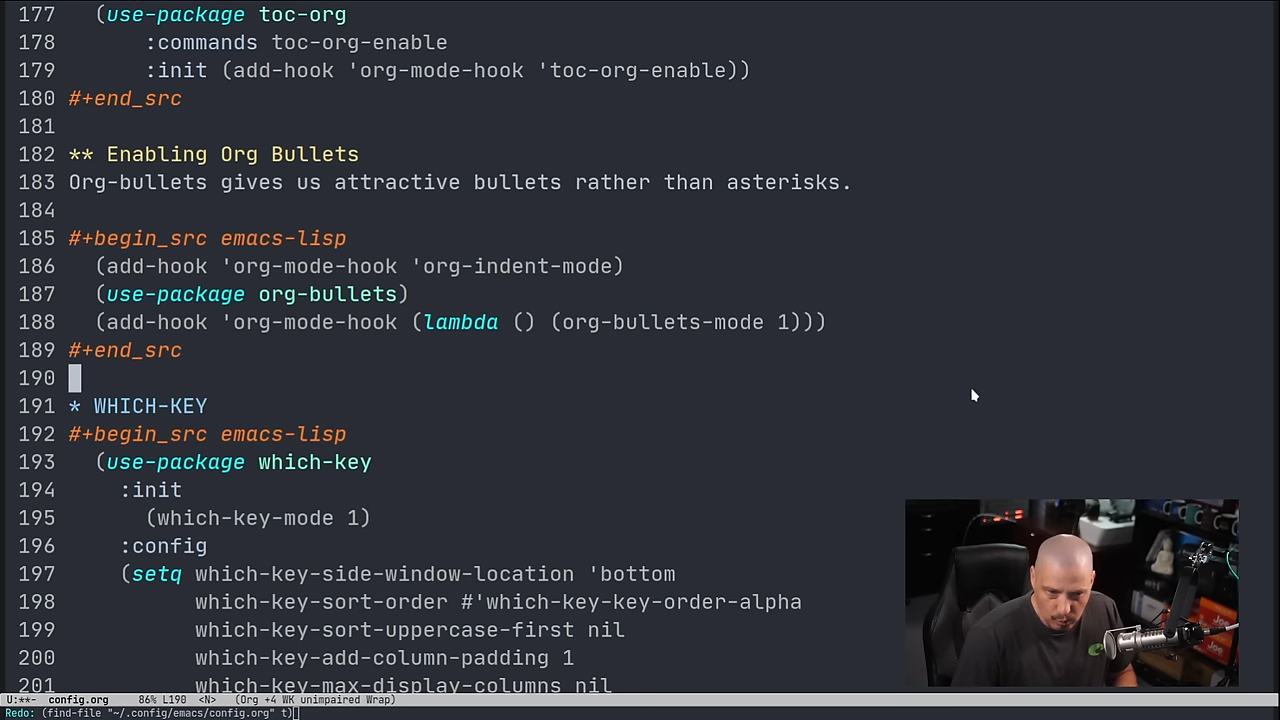 177 (use-package toc-org
178 :commands toc-org-enable
179 :init (add-hook 'org-mode-hook 'toc-org-enable))
180 #+end_src
181
182 ** Enabling Org Bullets
183 Org-bullets gives us attractive bullets rather than asterisks.
184
185 #+begin_src emacs-lisp
186 (add-hook 'org-mode-hook 'org-indent-mode)
187 (use-package org-bullets)
188 (add-hook 'org-mode-hook (lambda () (org-bullets-mode 1)))
189 #+end_src
190
191 * WHICH-KEY
192 #+begin_src emacs-lisp
193 (use-package which-key
194 :init
195 (which-key-mode 1)
196 :config
197 (setq which-key-side-window-location 'bottom
198 which-key-sort-order #'which-key-key-order-alpha
199 which-key-sort-uppercase-first nil
200 which-key-add-column-padding 1
201 which-key-max-display-columns nil
U:**- config.org 86% L190 <N> (Org +4 WK unimpaired Wrap)
Redo: (find-file "~/.config/emacs/config.org" t)